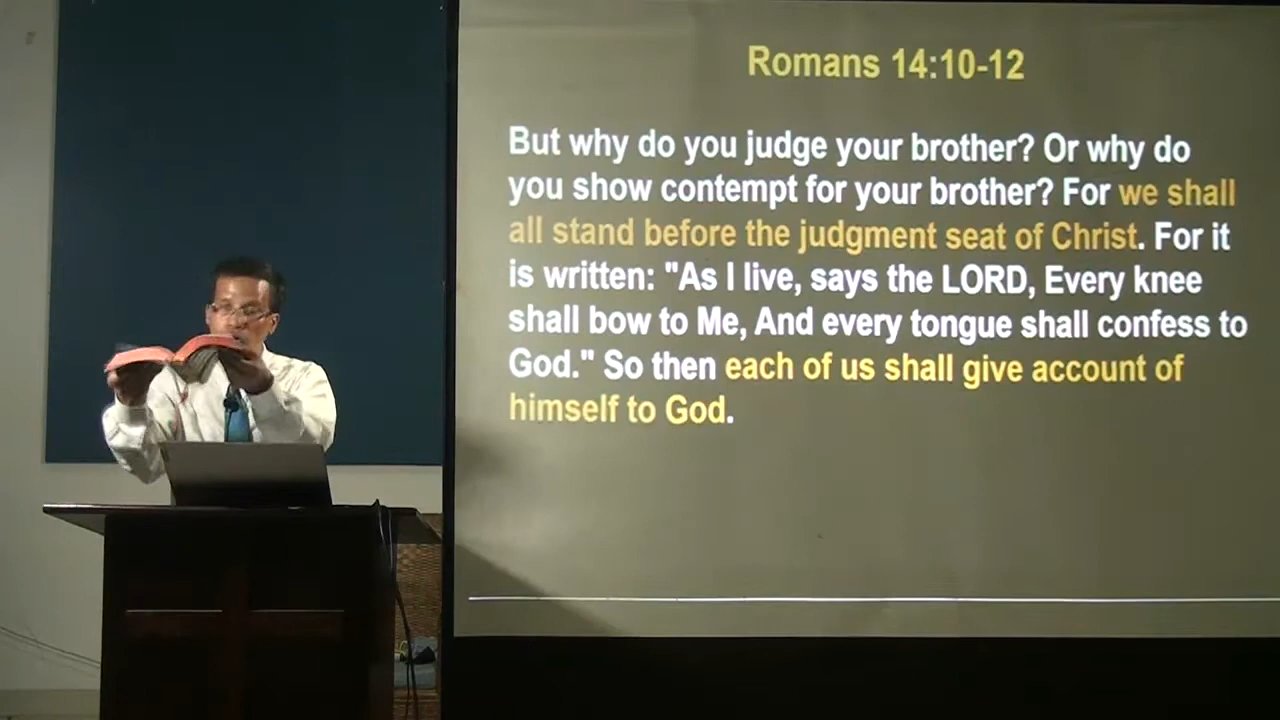 Romans 14:10-12
But why do you judge your brother? Or why do
you show contempt for your brother? For we shall
all stand before the judgment seat of Christ. For it
is written: "As I live, says the LORD, Every knee
shall bow to Me, And every tongue shall confess to
God." So then each of us shall give account of
himself to God.